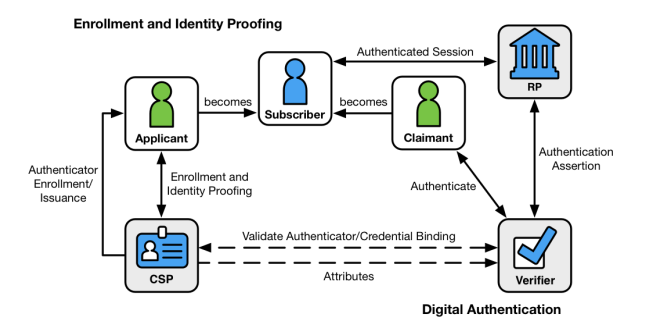 Enrollment and Identity Proofing
Authenticated Session
RP
becomes
Subscriber
becomes
Applicant
Claimant
Authenticator
Enrollment/
Issuance
Enrollment and
Identity Proofing
Authenticate
Authentication
Assertion
Validate Authenticator/Credential Binding
CSP
Attributes
Verifier
Digital Authentication